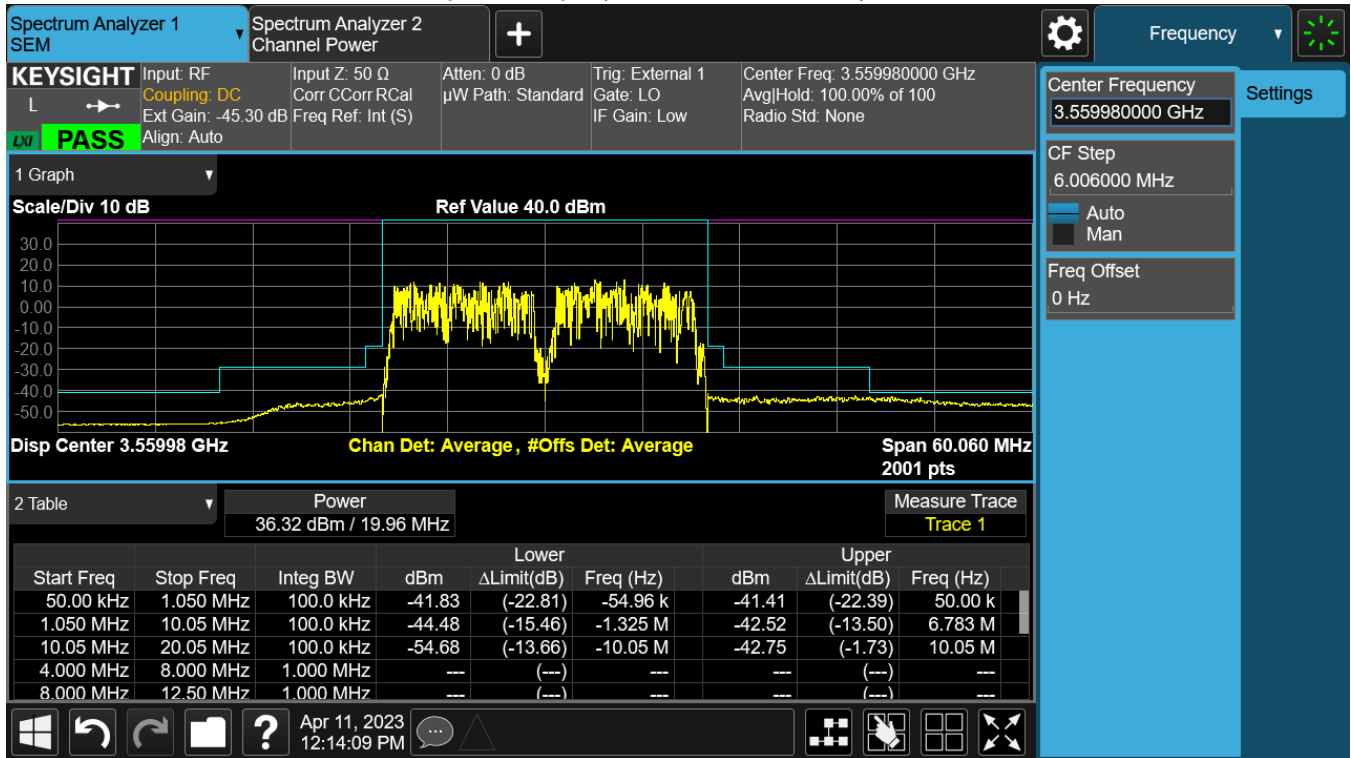 Spectrum Analyzer 1
SEM
Spectrum Analyzer 2
Channel Power
Frequency
KEYSIGHT
L
LXI
PASS
Input: RF
Coupling: DC
Ext Gain: -45.30 dB
Align: Auto
Input Z: 50 Ω
Corr CCorr RCal
Freq Ref: Int (S)
Atten: 0 dB
µW Path: Standard
Trig: External 1
Gate: LO
IF Gain: Low
Center Freq: 3.559980000 GHz
Avg|Hold: 100.00% of 100
Radio Std: None
Center Frequency
3.559980000 GHz
Settings
CF Step
6.006000 MHz
Auto
Man
Freq Offset
0 Hz
1 Graph
Scale/Div 10 dB
Ref Value 40.0 dBm
30.0
20.0
10.0
0.00
-10.0
-20.0
-30.0
-40.0
-50.0
Disp Center 3.55998 GHz
Chan Det: Average, #Offs Det: Average
Span 60.060 MHz
2001 pts
2 Table
Power
36.32 dBm / 19.96 MHz
Measure Trace
Trace 1
Lower Upper
Start Freq Stop Freq Integ BW dBm ΔLimit(dB) Freq (Hz) dBm ΔLimit(dB) Freq (Hz)
50.00 kHz 1.050 MHz 100.0 kHz -41.83 (-22.81) -54.96 k -41.41 (-22.39) 50.00 k
1.050 MHz 10.05 MHz 100.0 kHz -44.48 (-15.46) -1.325 M -42.52 (-13.50) 6.783 M
10.05 MHz 20.05 MHz 100.0 kHz -54.68 (-13.66) -10.05 M -42.75 (-1.73) 10.05 M
4.000 MHz 8.000 MHz 1.000 MHz --- (---) --- --- (---) ---
8.000 MHz 12.50 MHz 1.000 MHz --- (---) --- --- (---) ---
Apr 11, 2023
12:14:09 PM